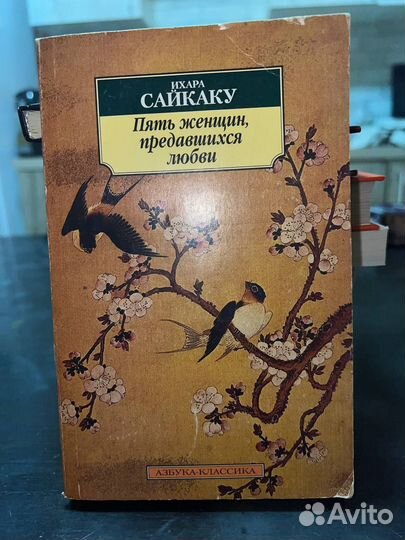 ИХАРА
САЙКАКУ
Пять женщин,
предавшихся
любви
АЗБУКА-КЛАССИКА
Avito